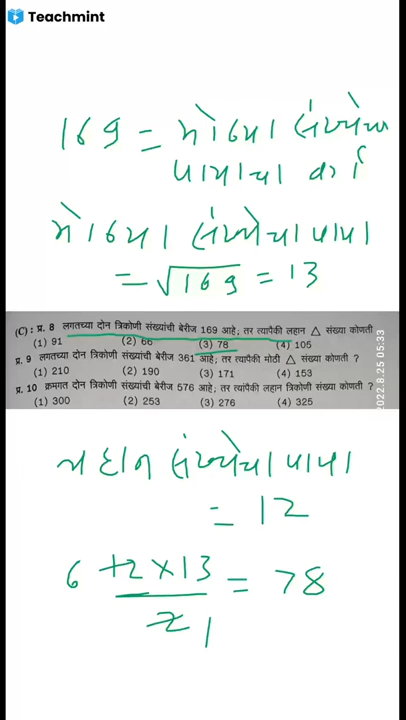 Teachmint
169 = मोठ्या संख्येच्या
पायाचा वर्ग
मोठ्या संख्येचा पाया
= √169 = 13
(C) : प्र. 8 लगतच्या दोन त्रिकोणी संख्यांची बेरीज 169 आहे; तर त्यापैकी लहान △ संख्या कोणती
(1) 91 (2) 66 (3) 78 (4) 105
प्र. 9 लगतच्या दोन त्रिकोणी संख्यांची बेरीज 361 आहे; तर त्यापैकी मोठी △ संख्या कोणती ?
(1) 210 (2) 190 (3) 171 (4) 153
प्र. 10 क्रमगत दोन त्रिकोणी संख्यांची बेरीज 576 आहे; तर त्यांपैकी लहान त्रिकोणी संख्या कोणती ?
(1) 300 (2) 253 (3) 276 (4) 325
2022.8.25 05:33
लहान संख्येचा पाया
= 12
6 12 × 13 = 78
2 1